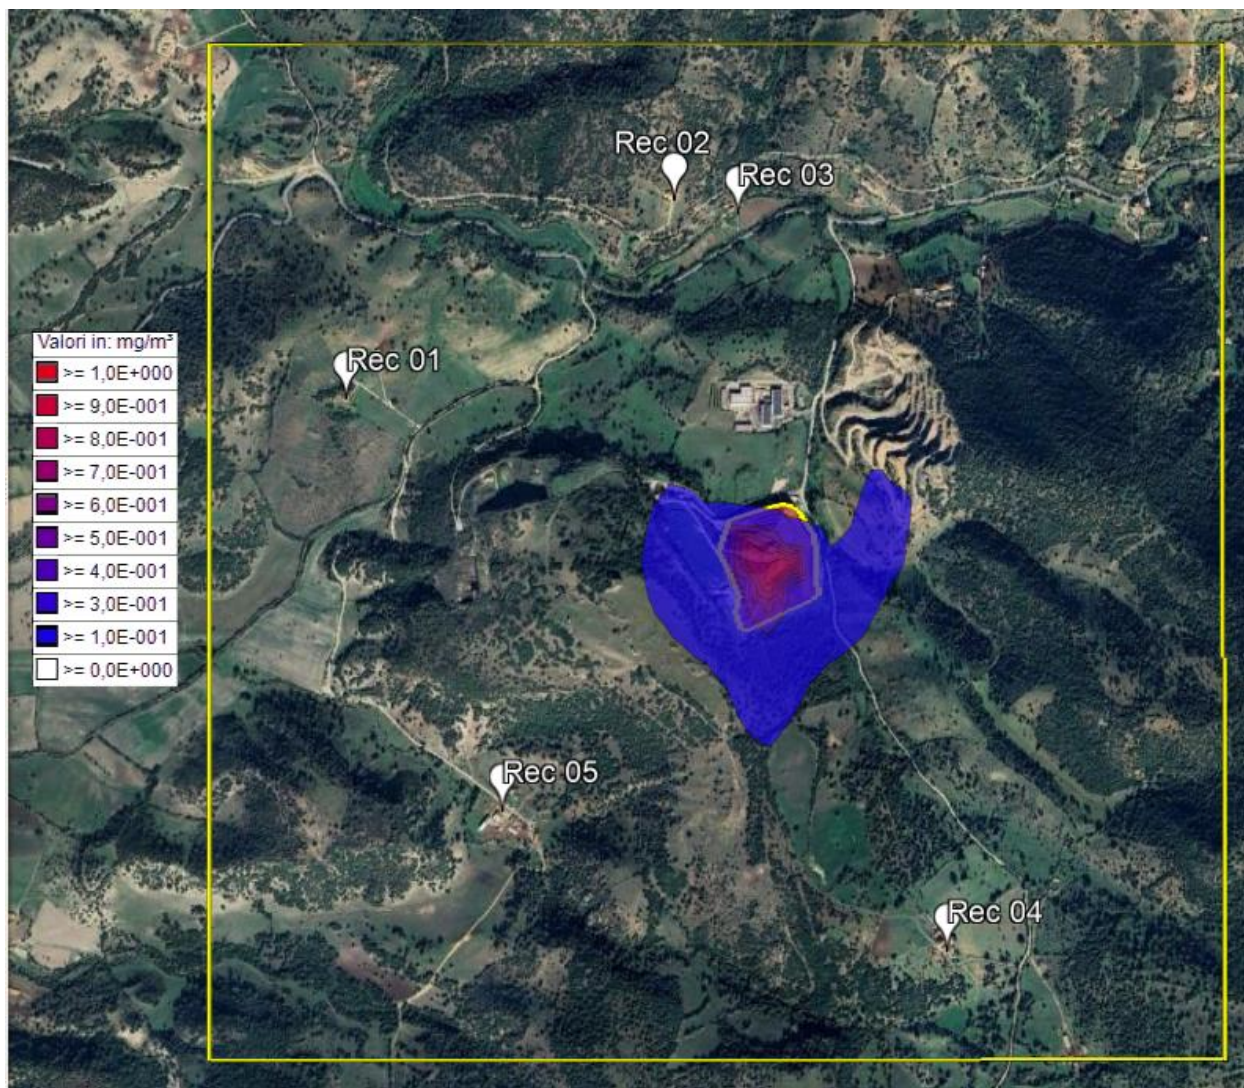 Rec 02
Rec 03
Rec 01
Valori in: mg/m³
>= 1,0E+000
>= 9,0E-001
>= 8,0E-001
>= 7,0E-001
>= 6,0E-001
>= 5,0E-001
>= 4,0E-001
>= 3,0E-001
>= 1,0E-001
>= 0,0E+000
Rec 05
Rec 04